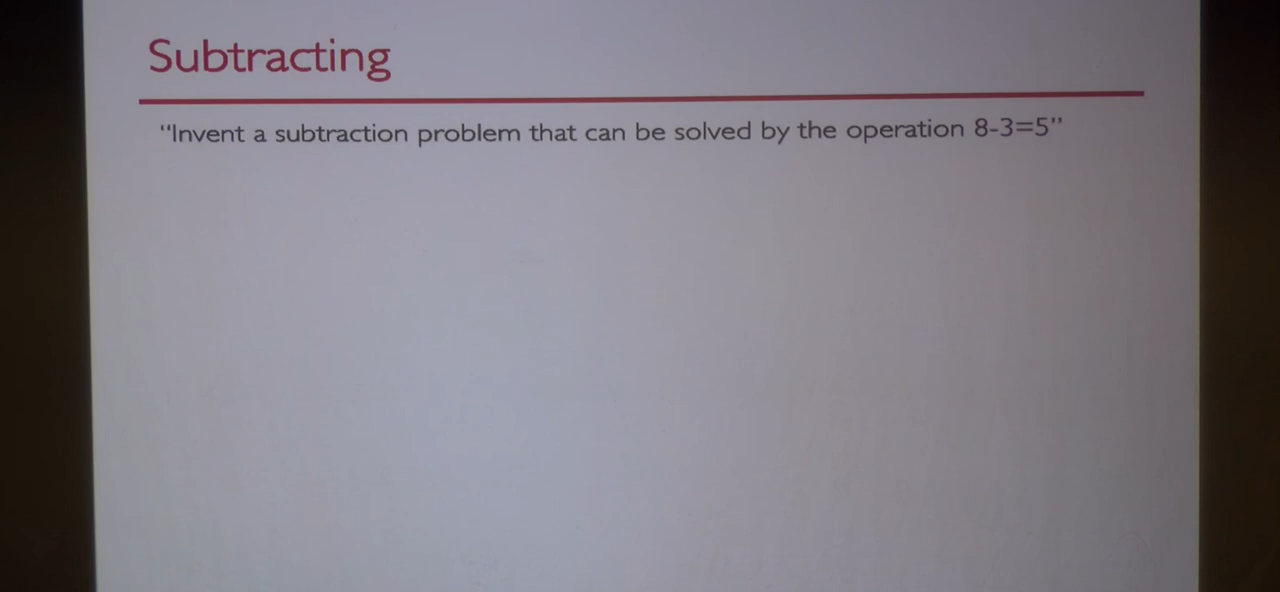 Subtracting
“Invent a subtraction problem that can be solved by the operation 8-3=5”